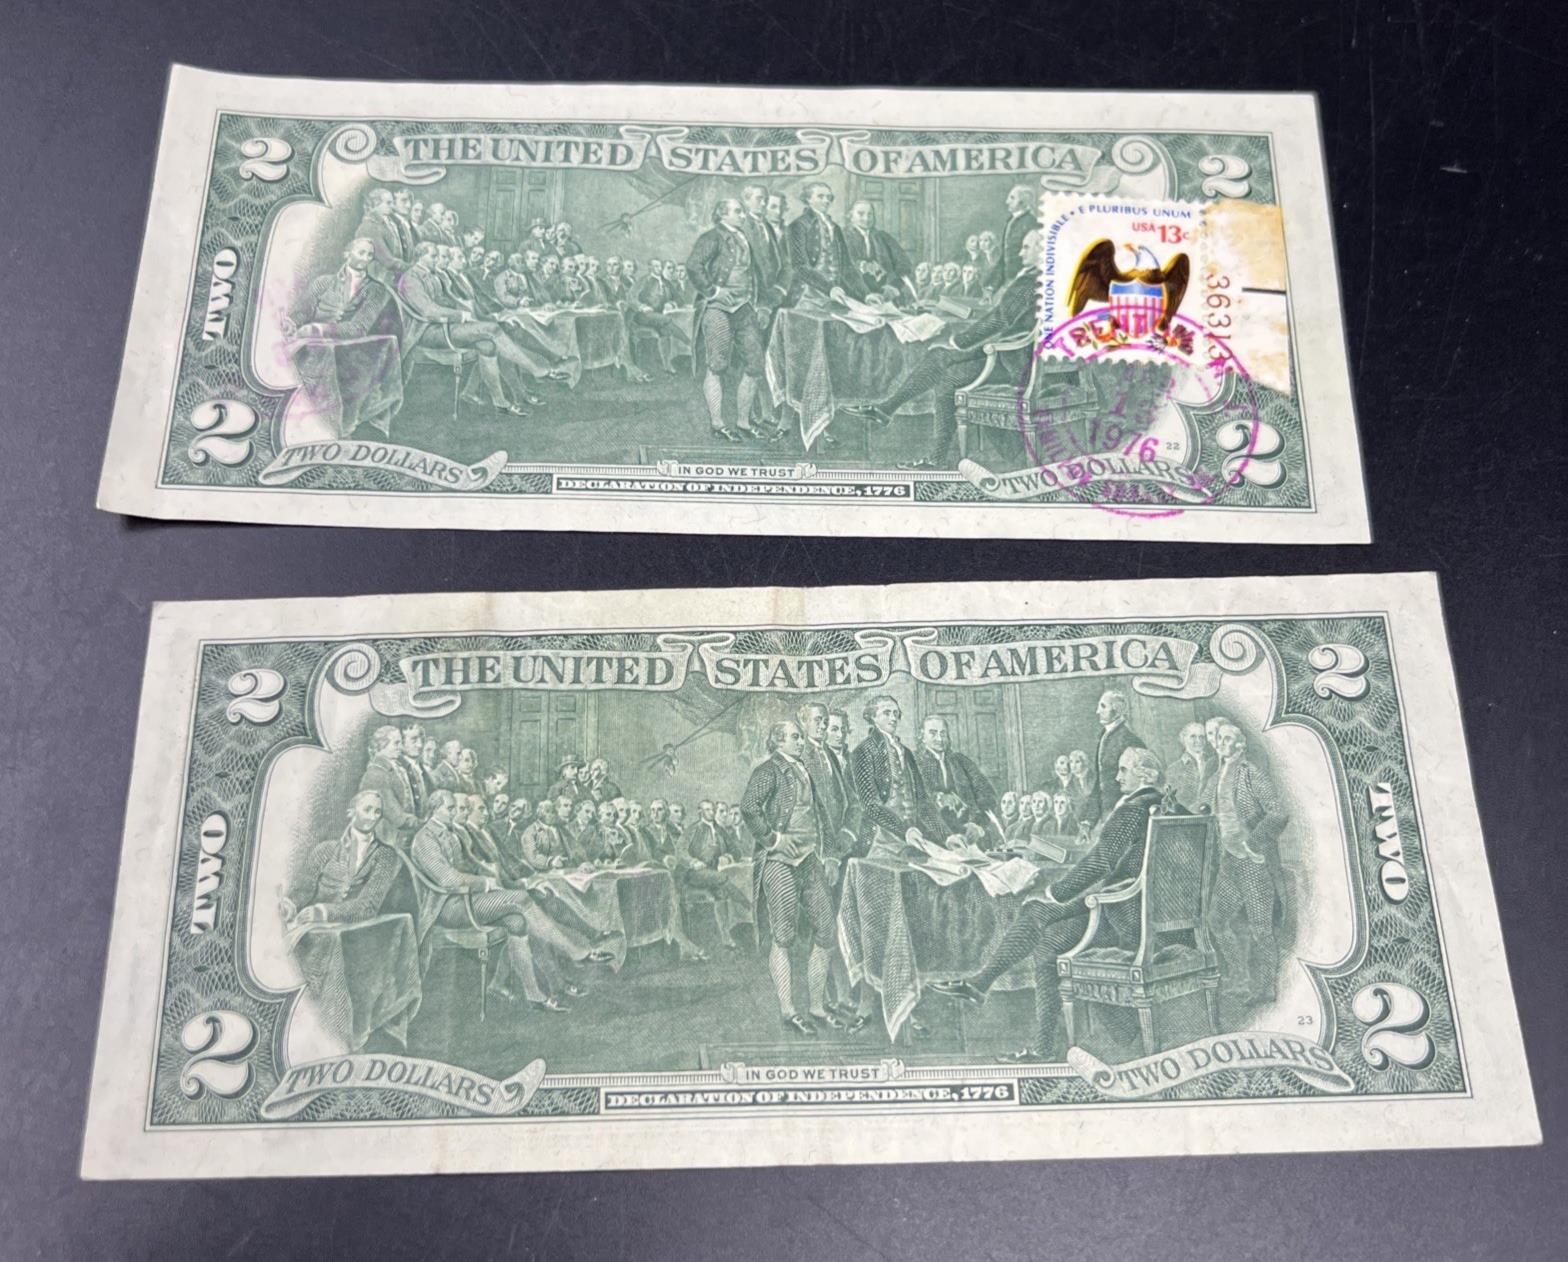 THE UNITED STATES OF AMERICA
2
2
E PLURIBUS UNUM
USA 13
NATION INDIVISIBLE
3631
TWO
1976
22
2
2
TWO DOLLARS
IN GOD WE TRUST
TWO DOLLARS
DECLARATION OF INDEPENDENCE, 1776
THE UNITED STATES OF AMERICA
2
2
TWO
TWO
2
2
23
TWO DOLLARS
IN GOD WE TRUST
TWO DOLLARS
DECLARATION OF INDEPENDENCE, 1776